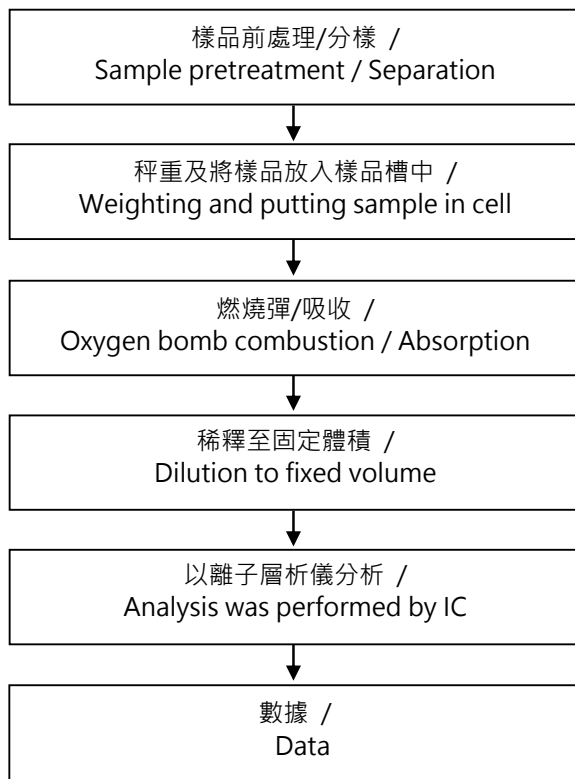 樣品前處理/分樣 /
Sample pretreatment / Separation
秤重及將樣品放入樣品槽中 /
Weighting and putting sample in cell
燃燒彈/吸收 /
Oxygen bomb combustion / Absorption
稀釋至固定體積 /
Dilution to fixed volume
以離子層析儀分析 /
Analysis was performed by IC
數據 /
Data